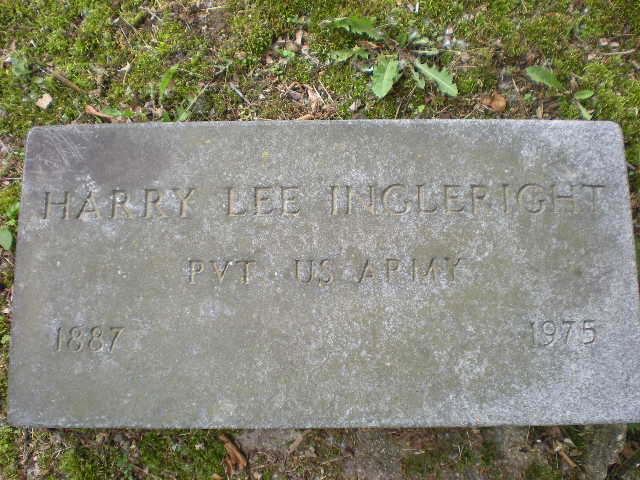 HARRY LEE INGLERIGHT
PVT US ARMY
1887 1975